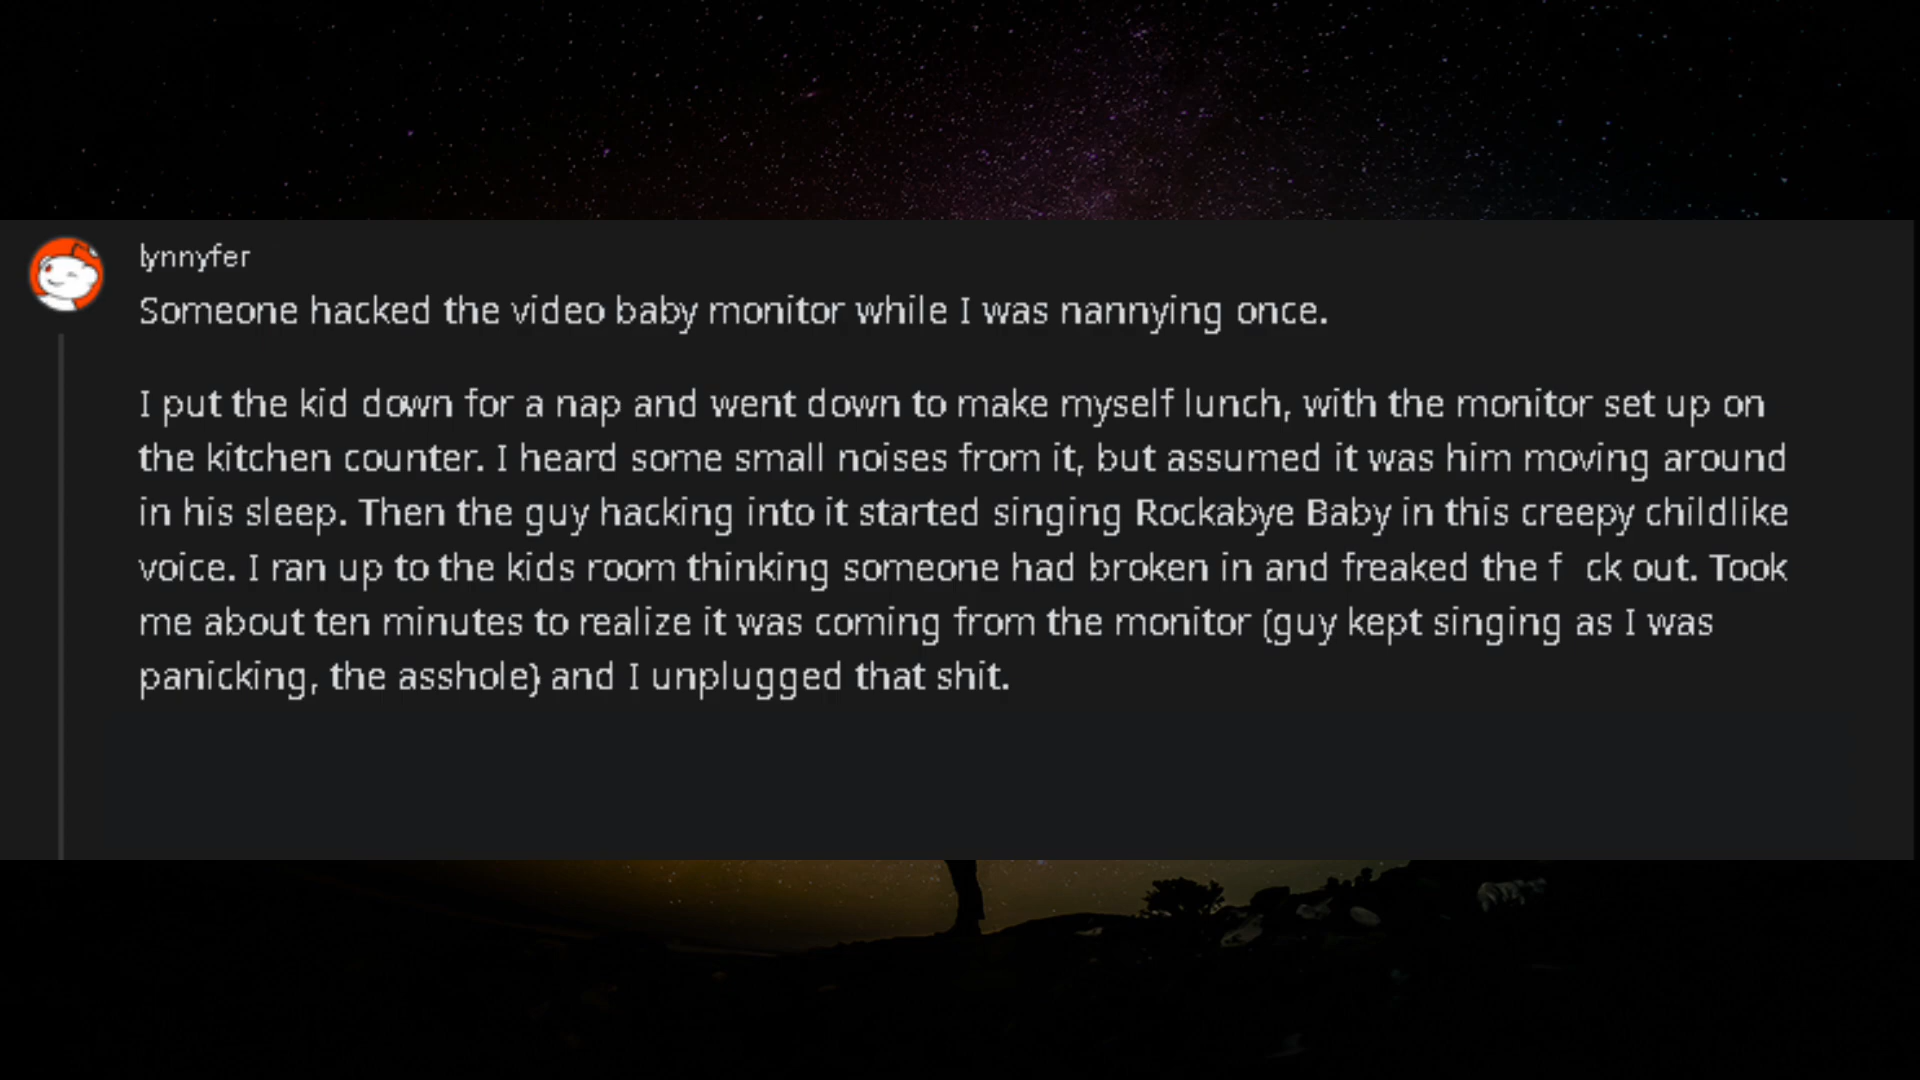 lynnyfer
Someone hacked the video baby monitor while I was nannying once.
I put the kid down for a nap and went down to make myself lunch, with the monitor set up on
the kitchen counter. I heard some small noises from it, but assumed it was him moving around
in his sleep. Then the guy hacking into it started singing Rockabye Baby in this creepy childlike
voice. I ran up to the kids room thinking someone had broken in and freaked the f ck out. Took
me about ten minutes to realize it was coming from the monitor (guy kept singing as I was
panicking, the asshole) and I unplugged that shit.